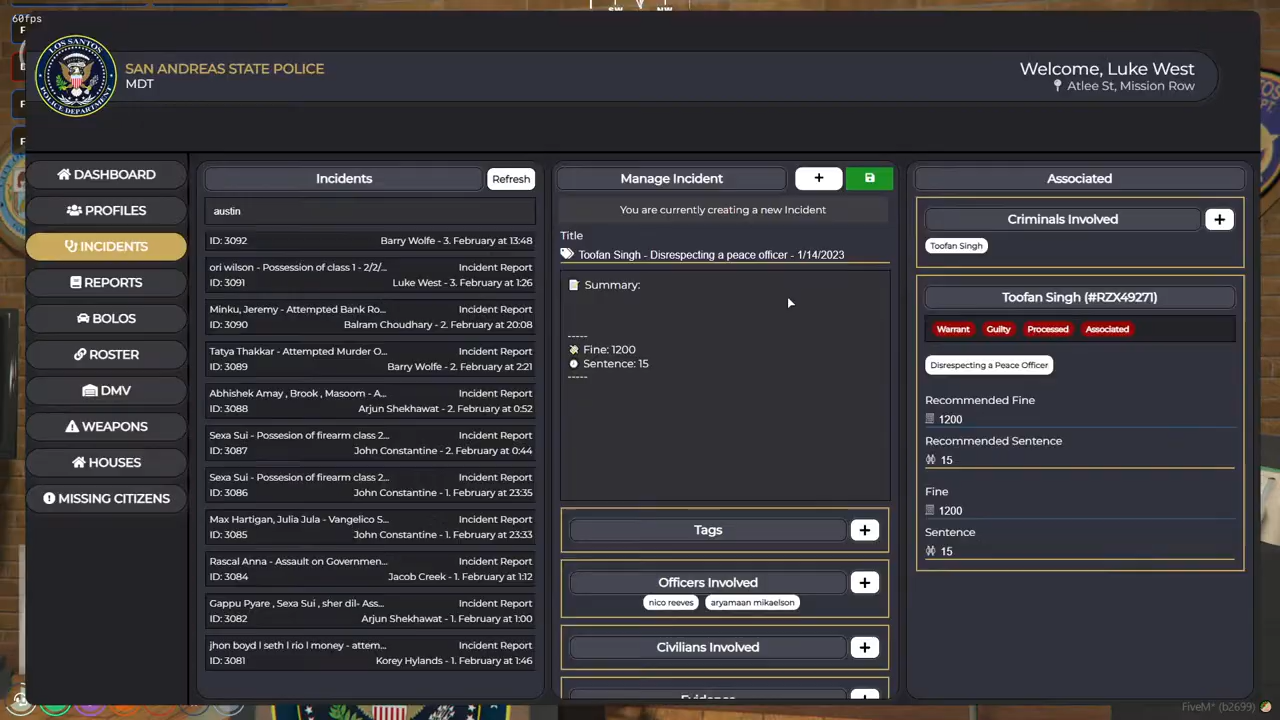 60fps
SW
NW
LOS SANTOS
POLICE DEPARTMENT
SAN ANDREAS STATE POLICE
MDT
Welcome, Luke West
Atlee St, Mission Row
DASHBOARD
PROFILES
INCIDENTS
REPORTS
BOLOS
ROSTER
DMV
WEAPONS
HOUSES
MISSING CITIZENS
Incidents
Refresh
austin
ID: 3092 Barry Wolfe - 3. February at 13:48
ori wilson - Possession of class 1 - 2/2/... Incident Report
ID: 3091 Luke West - 3. February at 1:26
Minku, Jeremy - Attempted Bank Ro... Incident Report
ID: 3090 Balram Choudhary - 2. February at 20:08
Tatya Thakkar - Attempted Murder O... Incident Report
ID: 3089 Barry Wolfe - 2. February at 2:21
Abhishek Amay , Brook , Masoom - A... Incident Report
ID: 3088 Arjun Shekhawat - 2. February at 0:52
Sexa Sui - Possesion of firearm class 2... Incident Report
ID: 3087 John Constantine - 2. February at 0:44
Sexa Sui - Possesion of firearm class 2... Incident Report
ID: 3086 John Constantine - 1. February at 23:35
Max Hartigan, Julia Jula - Vangelico S... Incident Report
ID: 3085 John Constantine - 1. February at 23:33
Rascal Anna - Assault on Governmen... Incident Report
ID: 3084 Jacob Creek - 1. February at 1:12
Gappu Pyare , Sexa Sui , sher dil- Ass... Incident Report
ID: 3082 Arjun Shekhawat - 1. February at 1:00
jhon boyd l seth l rio l money - attem... Incident Report
ID: 3081 Korey Hylands - 1. February at 1:46
Manage Incident
+
You are currently creating a new Incident
Title
Toofan Singh - Disrespecting a peace officer - 1/14/2023
Summary:
-----
Fine: 1200
Sentence: 15
-----
Tags +
Officers Involved +
nico reeves aryamaan mikaelson
Civilians Involved +
Evidence
Associated
Criminals Involved +
Toofan Singh
Toofan Singh (#RZX49271)
Warrant Guilty Processed Associated
Disrespecting a Peace Officer
Recommended Fine
1200
Recommended Sentence
15
Fine
1200
Sentence
15
FiveM* (b2699)